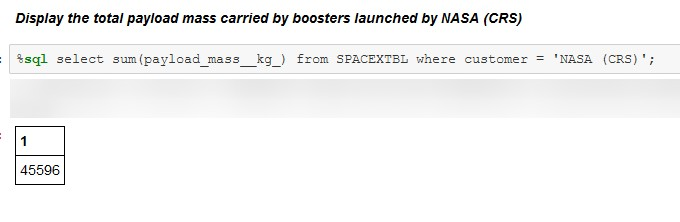 Display the total payload mass carried by boosters launched by NASA (CRS)
%sql select sum(payload_mass__kg_) from SPACEXTBL where customer = 'NASA (CRS)';
1
45596